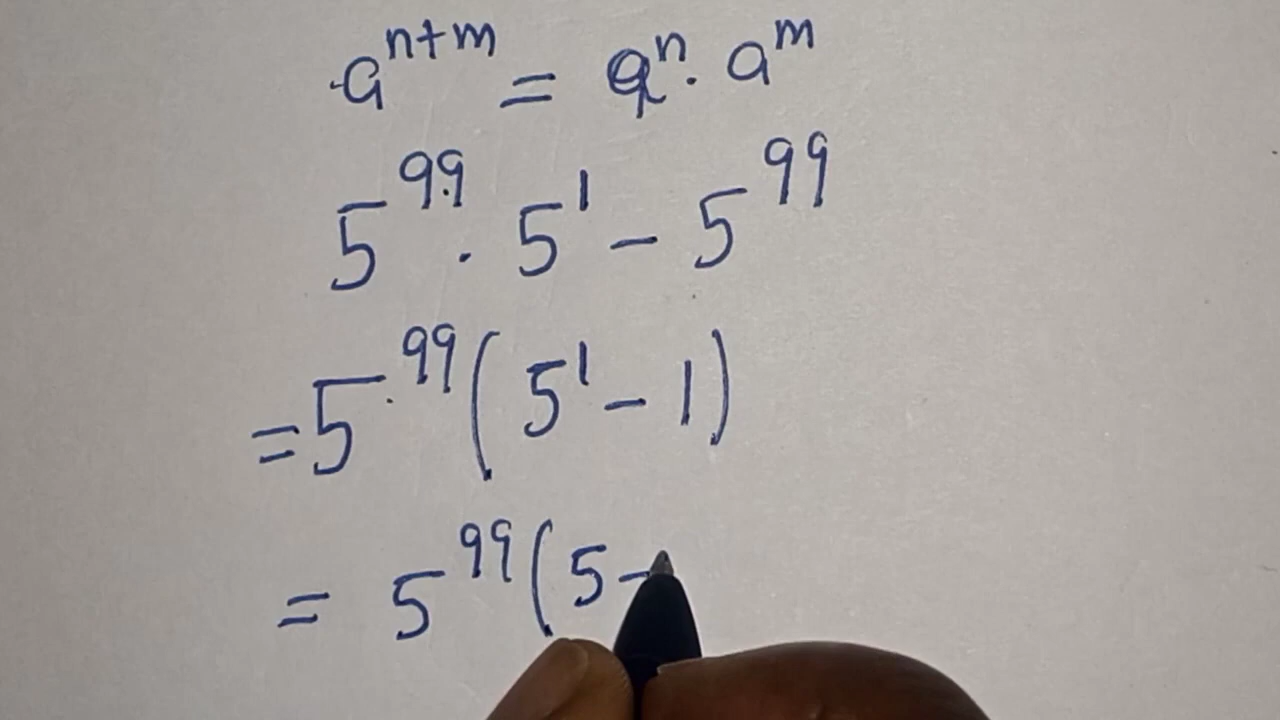 a^{n+m} = a^n · a^m
5^{99} · 5^1 - 5^{99}
= 5^{99} (5^1 - 1)
= 5^{99} (5 -